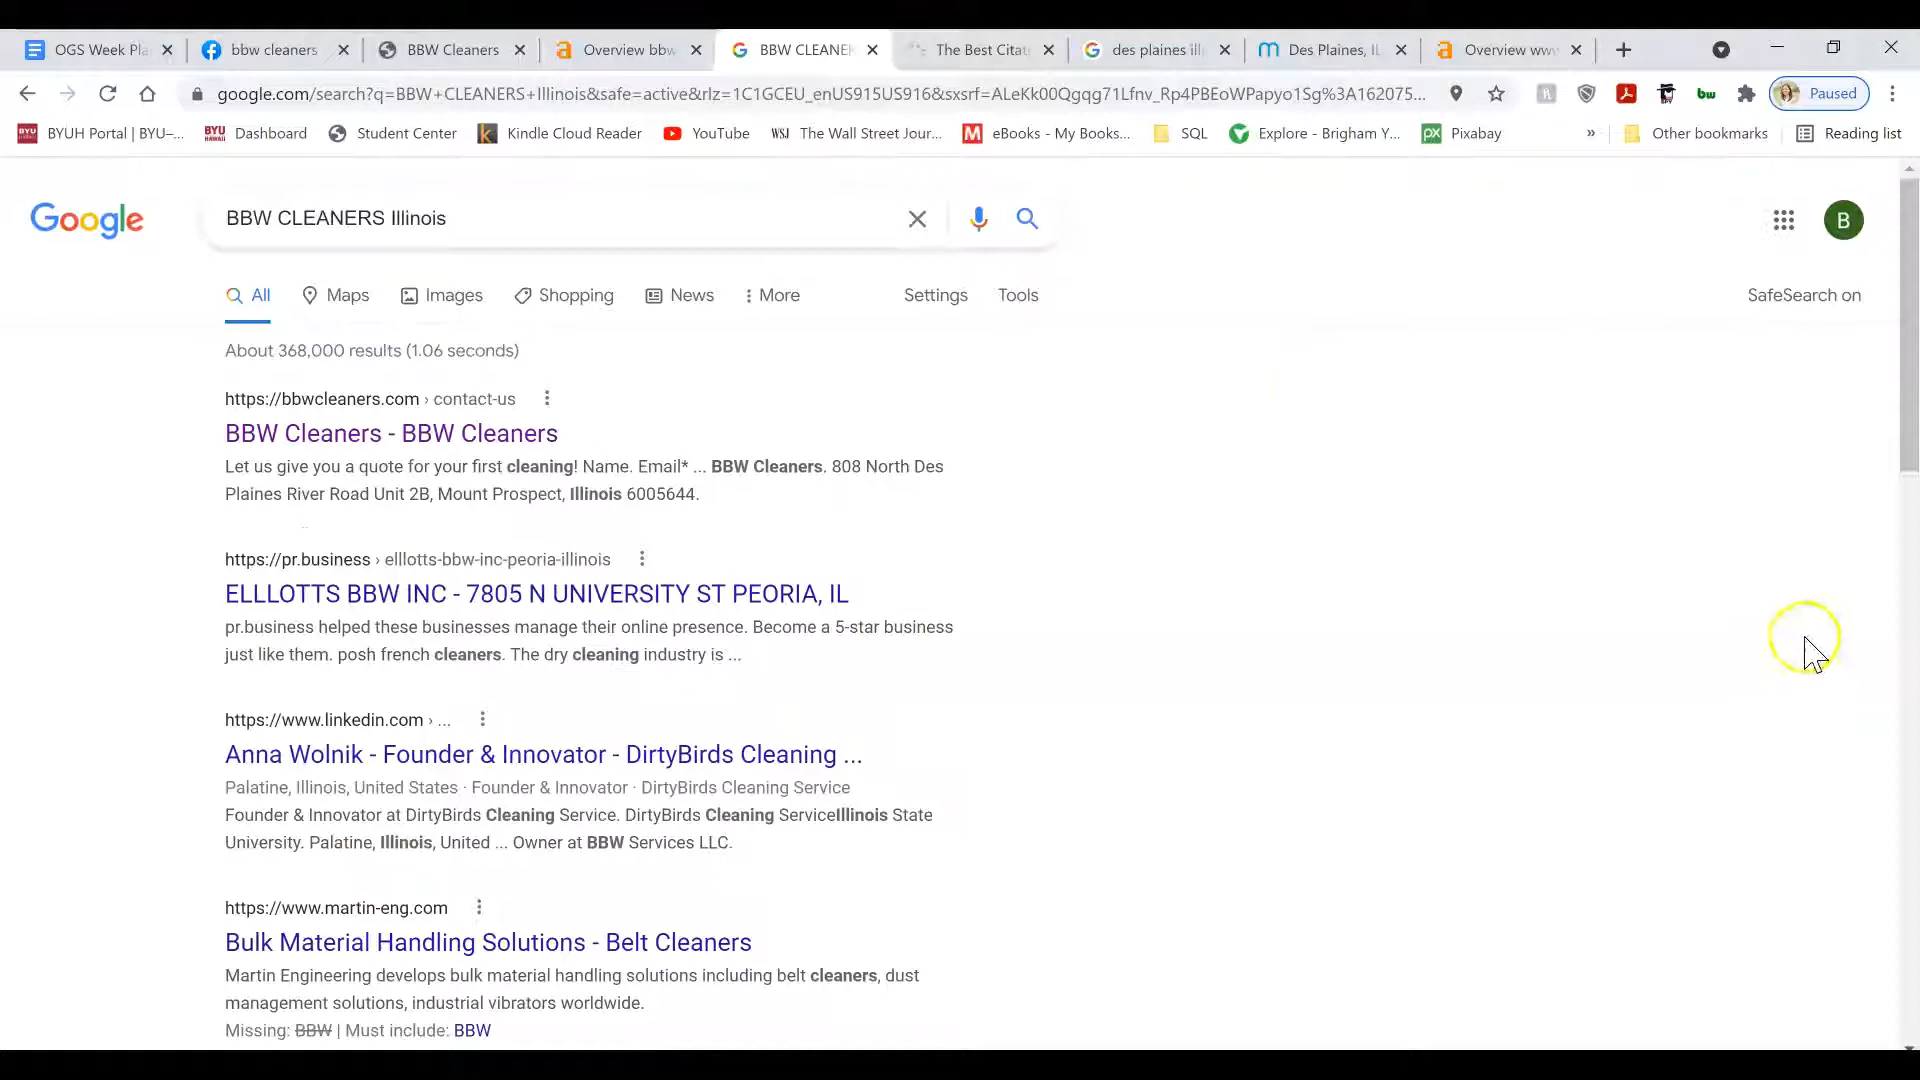 OGS Week Pla
bbw cleaners
BBW Cleaners
Overview bbw
BBW CLEANER
The Best Citat
des plaines illi
Des Plaines, IL
Overview www
google.com/search?q=BBW+CLEANERS+Illinois&safe=active&rlz=1C1GCEU_enUS915US916&sxsrf=ALeKk00Qgqg71Lfnv_Rp4PBEoWPapyo1Sg%3A162075...
Paused
BYUH Portal | BYU–...
Dashboard
Student Center
Kindle Cloud Reader
YouTube
WSJ The Wall Street Jour...
eBooks - My Books...
SQL
Explore - Brigham Y...
Pixabay
»
Other bookmarks
Reading list
Google
BBW CLEANERS Illinois
B
All
Maps
Images
Shopping
News
More
Settings
Tools
SafeSearch on
About 368,000 results (1.06 seconds)
https://bbwcleaners.com › contact-us
BBW Cleaners - BBW Cleaners
Let us give you a quote for your first cleaning! Name. Email* ... BBW Cleaners. 808 North Des
Plaines River Road Unit 2B, Mount Prospect, Illinois 6005644.
https://pr.business › elllotts-bbw-inc-peoria-illinois
ELLLOTTS BBW INC - 7805 N UNIVERSITY ST PEORIA, IL
pr.business helped these businesses manage their online presence. Become a 5-star business
just like them. posh french cleaners. The dry cleaning industry is ...
https://www.linkedin.com › ...
Anna Wolnik - Founder & Innovator - DirtyBirds Cleaning ...
Palatine, Illinois, United States · Founder & Innovator · DirtyBirds Cleaning Service
Founder & Innovator at DirtyBirds Cleaning Service. DirtyBirds Cleaning ServiceIllinois State
University. Palatine, Illinois, United ... Owner at BBW Services LLC.
https://www.martin-eng.com
Bulk Material Handling Solutions - Belt Cleaners
Martin Engineering develops bulk material handling solutions including belt cleaners, dust
management solutions, industrial vibrators worldwide.
Missing: BBW | Must include: BBW